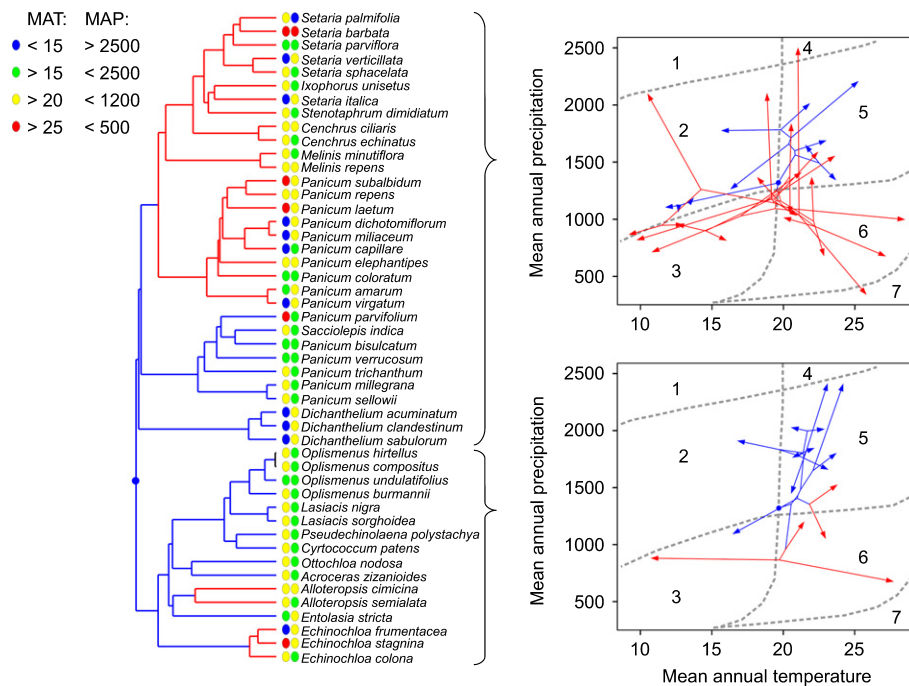 MAT: MAP:
< 15 > 2500
> 15 < 2500
> 20 < 1200
> 25 < 500
Setaria palmifolia
Setaria barbata
Setaria parviflora
Setaria verticillata
Setaria sphacelata
Ixophorus unisetus
Setaria italica
Stenotaphrum dimidiatum
Cenchrus ciliaris
Cenchrus echinatus
Melinis minutiflora
Melinis repens
Panicum subalbidum
Panicum repens
Panicum laetum
Panicum dichotomiflorum
Panicum miliaceum
Panicum capillare
Panicum elephantipes
Panicum coloratum
Panicum amarum
Panicum virgatum
Panicum parvifolium
Sacciolepis indica
Panicum bisulcatum
Panicum verrucosum
Panicum trichanthum
Panicum millegrana
Panicum sellowii
Dichanthelium acuminatum
Dichanthelium clandestinum
Dichanthelium sabulorum
Oplismenus hirtellus
Oplismenus compositus
Oplismenus undulatifolius
Oplismenus burmannii
Lasiacis nigra
Lasiacis sorghoidea
Pseudechinolaena polystachya
Cyrtococcum patens
Ottochloa nodosa
Acroceras zizanioides
Alloteropsis cimicina
Alloteropsis semialata
Entolasia stricta
Echinochloa frumentacea
Echinochloa stagnina
Echinochloa colona
Mean annual precipitation
2500
2000
1500
1000
500
1
2
3
4
5
6
7
10 15 20 25
Mean annual precipitation
2500
2000
1500
1000
500
1
2
3
4
5
6
7
10 15 20 25
Mean annual temperature